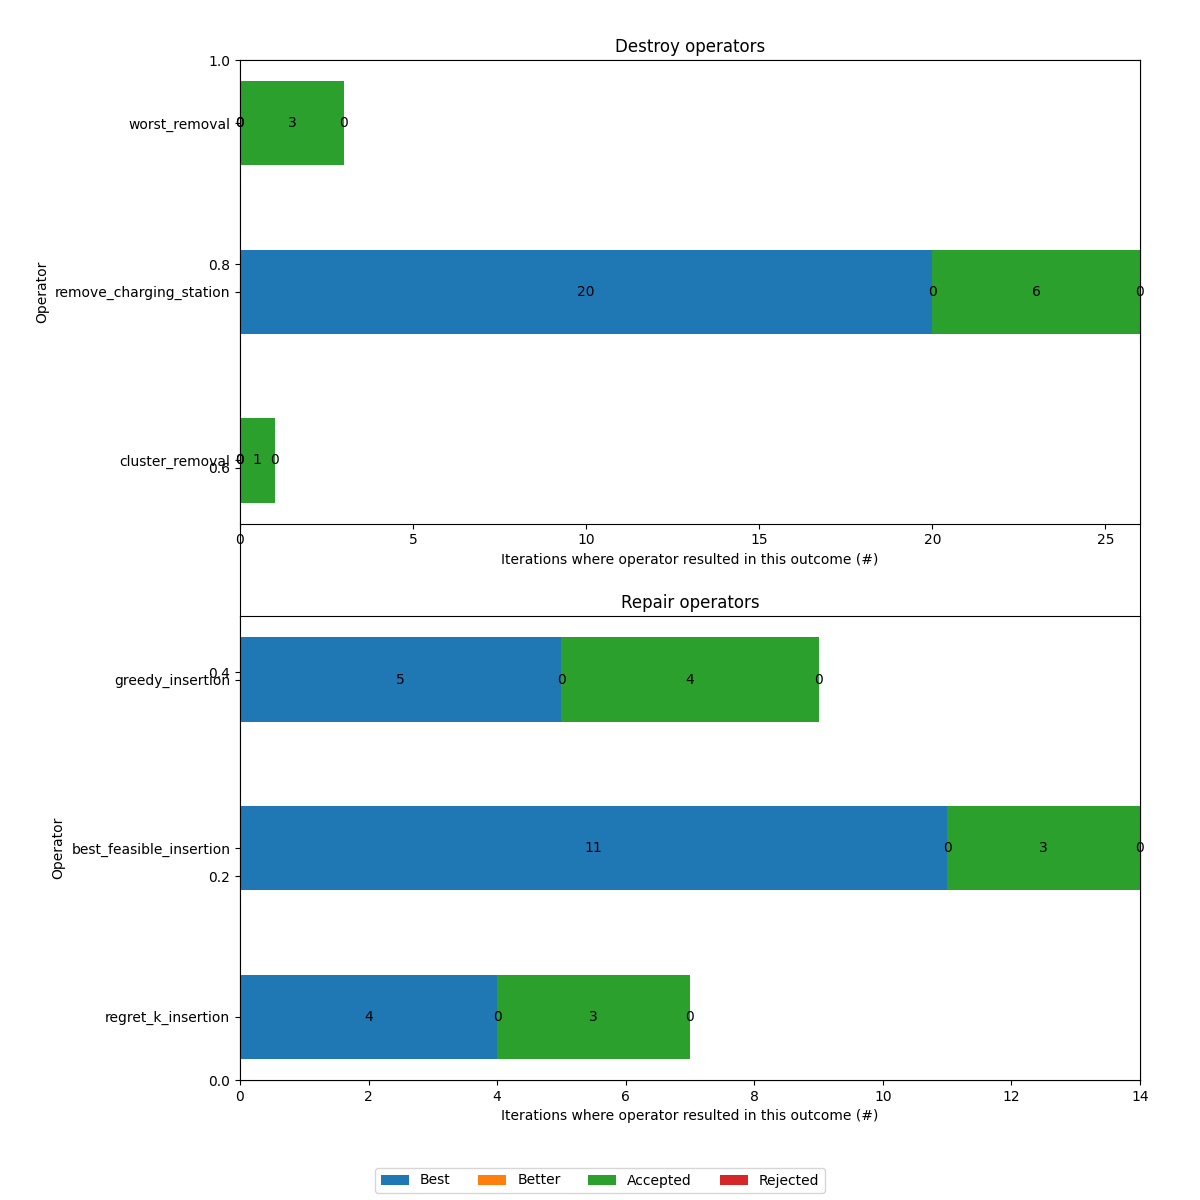 Destroy operators
1.0
worst_removal 0 0 3 0
0.8
Operator
remove_charging_station 20 0 6 0
cluster_removal 0 0 1 0
0.6
0 5 10 15 20 25
Iterations where operator resulted in this outcome (#)
Repair operators
0.4
greedy_insertion 5 0 4 0
Operator
best_feasible_insertion 11 0 3 0
0.2
regret_k_insertion 4 0 3 0
0.0
0 2 4 6 8 10 12 14
Iterations where operator resulted in this outcome (#)
Best Better Accepted Rejected